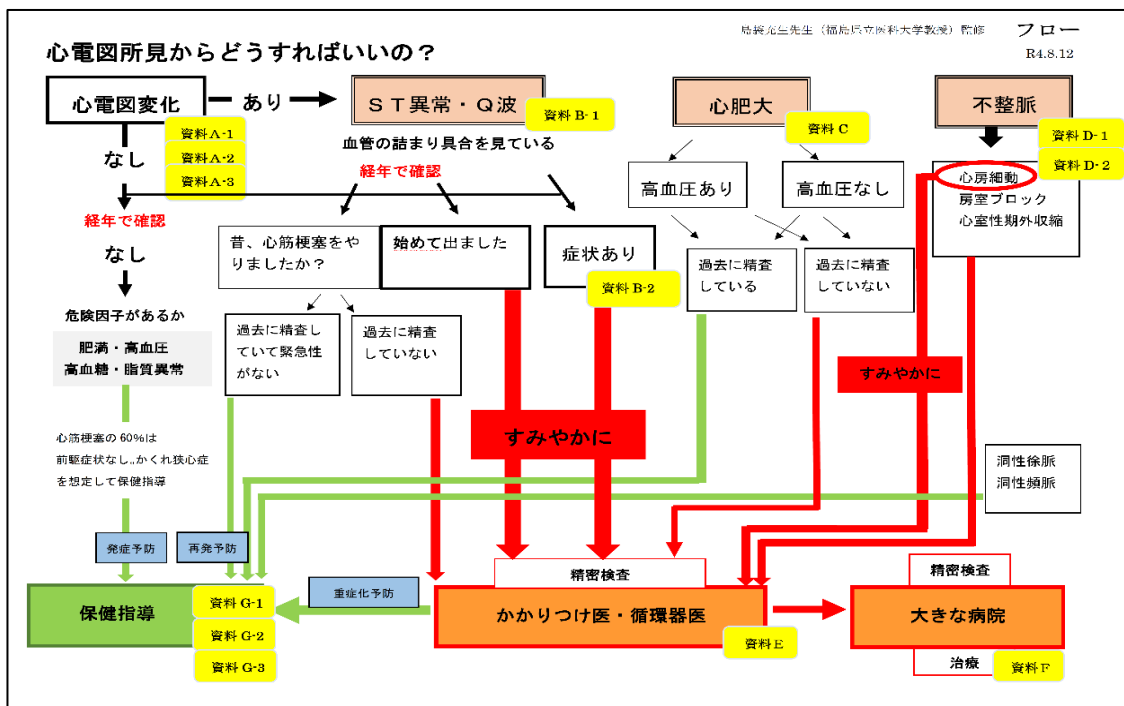 心電図所見からどうすればいいの？
島袋充生先生（福島県立医科大学教授）監修
フロー
R4.8.12
心電図変化
あり
ＳＴ異常・Ｑ波
心肥大
不整脈
資料A-1
資料A-2
資料A-3
資料 B-1
資料 C
資料D-1
資料D-2
なし
血管の詰まり具合を見ている
経年で確認
経年で確認
高血圧あり
高血圧なし
心房細動
房室ブロック
心室性期外収縮
なし
昔、心筋梗塞をや
りましたか？
始めて出ました
症状あり
資料 B-2
過去に精査
している
過去に精査
していない
危険因子があるか
肥満・高血圧
高血糖・脂質異常
過去に精査し
ていて緊急性
がない
過去に精査
していない
すみやかに
すみやかに
心筋梗塞の60%は
前駆症状なし。かくれ狭心症
を想定して保健指導
洞性徐脈
洞性頻脈
発症予防
再発予防
重症化予防
精密検査
精密検査
保健指導
資料 G-1
資料 G-2
資料 G-3
かかりつけ医・循環器医
資料E
大きな病院
治療
資料F